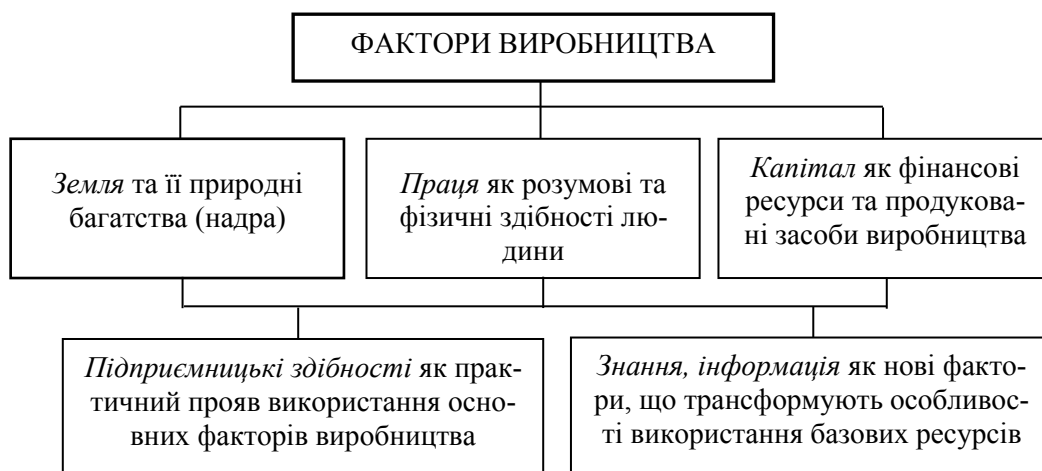 ФАКТОРИ ВИРОБНИЦТВА
Земля та її природні
багатства (надра)
Праця як розумові та
фізичні здібності лю-
дини
Капітал як фінансові
ресурси та продукова-
ні засоби виробництва
Підприємницькі здібності як прак-
тичний прояв використання осно-
вних факторів виробництва
Знання, інформація як нові факто-
ри, що трансформують особливос-
ті використання базових ресурсів